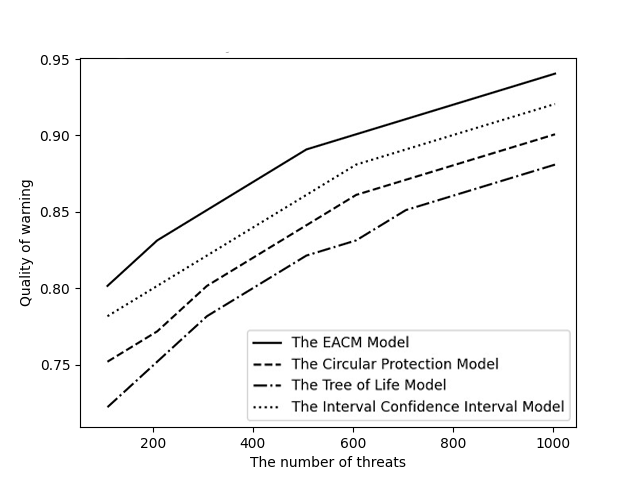 0.95
0.90
0.85
0.80
0.75
Quality of warning
The EACM Model
The Circular Protection Model
The Tree of Life Model
The Interval Confidence Interval Model
200 400 600 800 1000
The number of threats